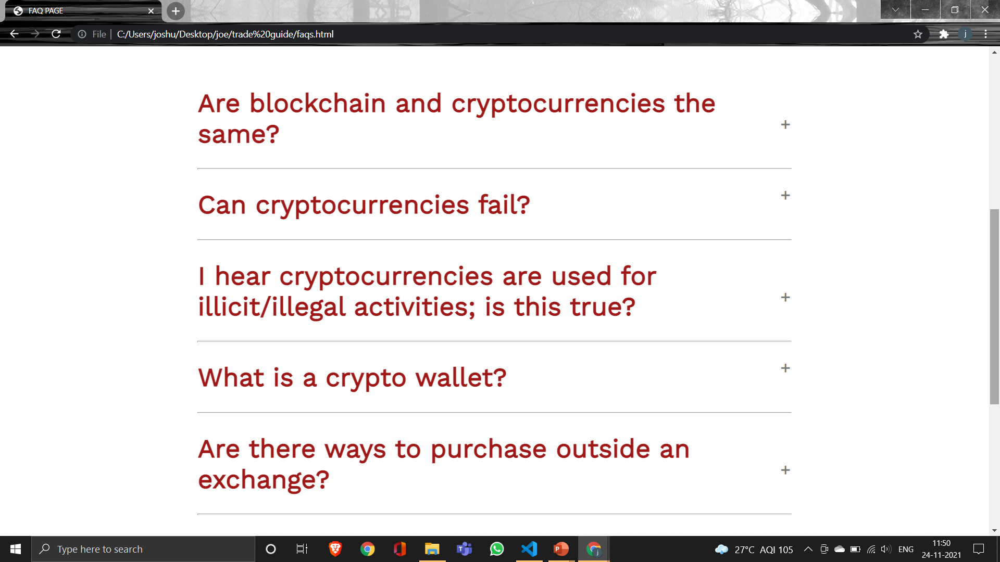 FAQ PAGE
File
C:/Users/joshu/Desktop/joe/trade%20guide/faqs.html
j
Are blockchain and cryptocurrencies the
same?
+
Can cryptocurrencies fail?
+
I hear cryptocurrencies are used for
illicit/illegal activities; is this true?
+
What is a crypto wallet?
+
Are there ways to purchase outside an
exchange?
+
Type here to search
27°C AQI 105
ENG
11:50
24-11-2021